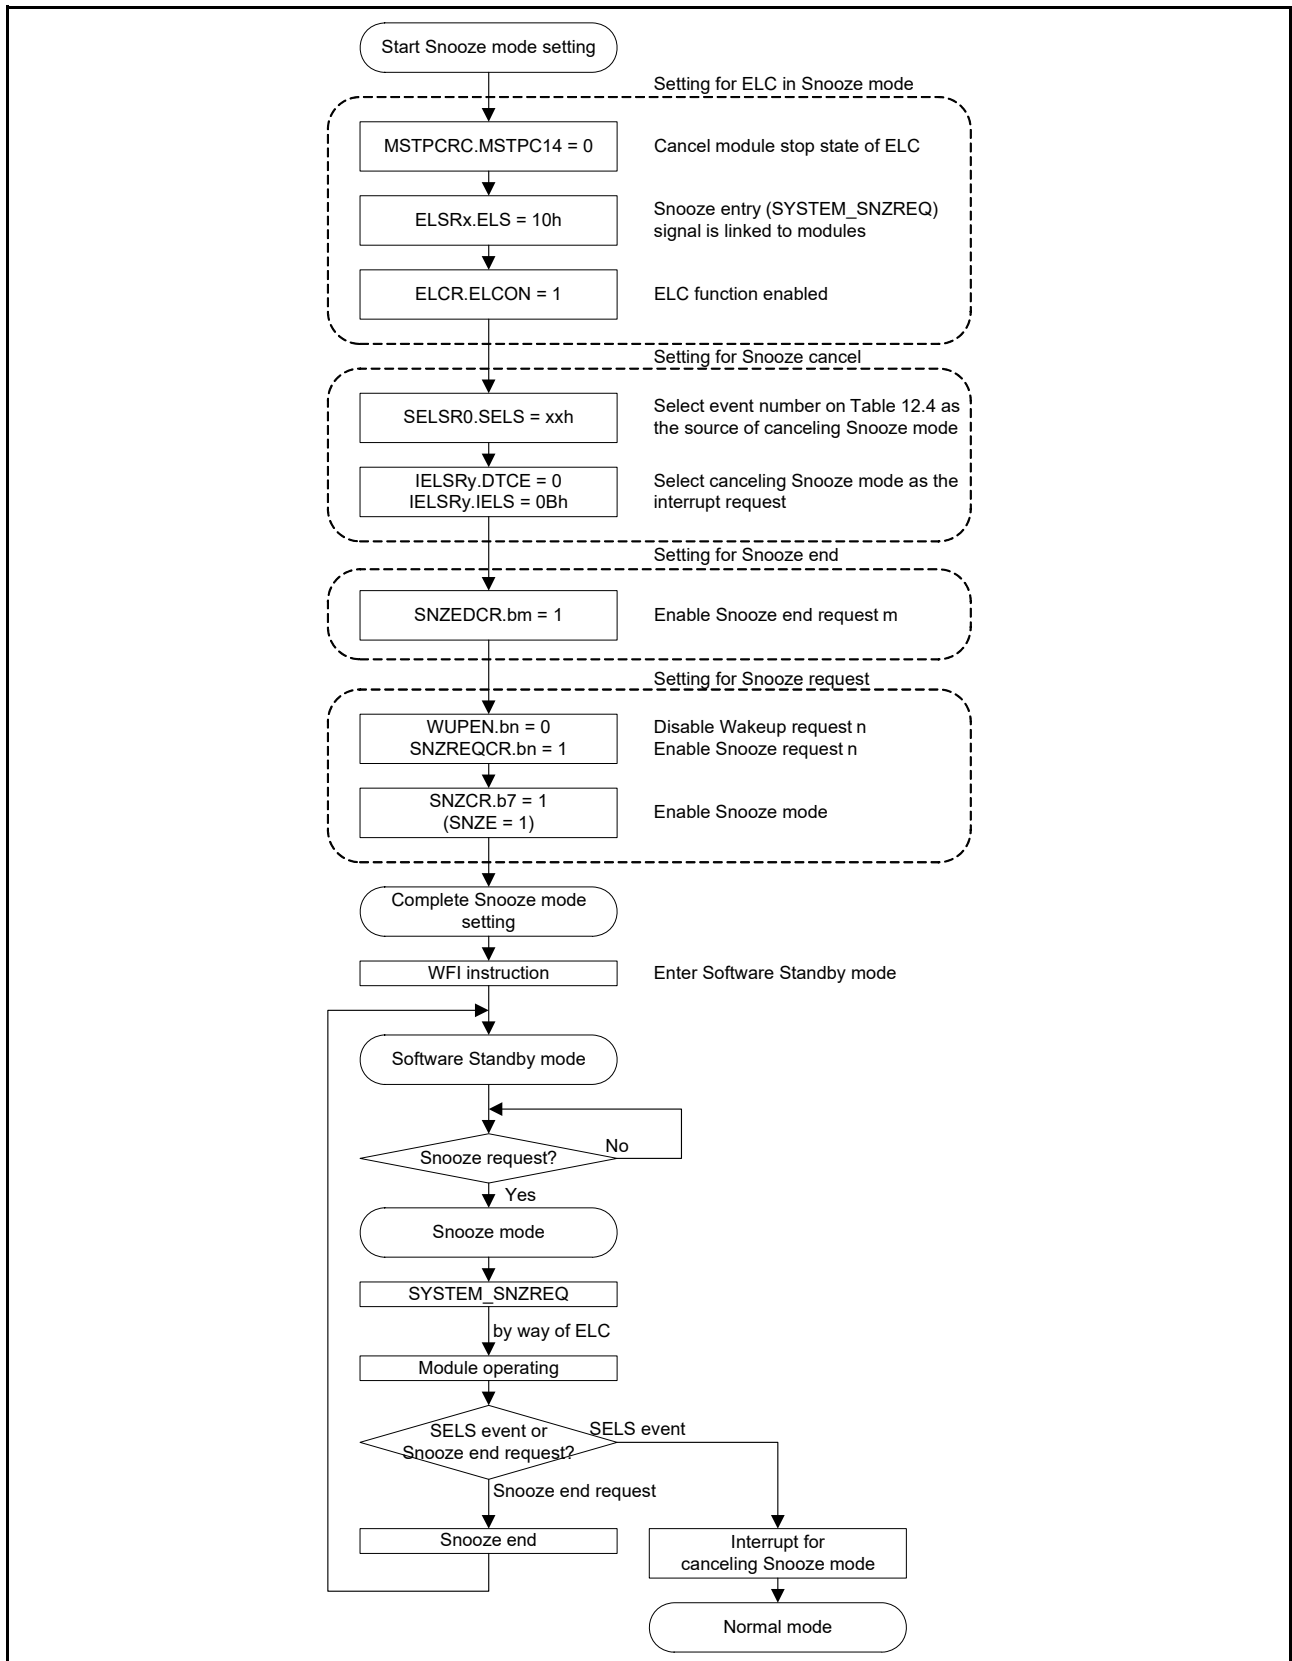 Start Snooze mode setting
Setting for ELC in Snooze mode
MSTPCRC.MSTPC14 = 0
Cancel module stop state of ELC
ELSRx.ELS = 10h
Snooze entry (SYSTEM_SNZREQ)
signal is linked to modules
ELCR.ELCON = 1
ELC function enabled
Setting for Snooze cancel
SELSR0.SELS = xxh
Select event number on Table 12.4 as
the source of canceling Snooze mode
IELSRy.DTCE = 0
IELSRy.IELS = 0Bh
Select canceling Snooze mode as the
interrupt request
Setting for Snooze end
SNZEDCR.bm = 1
Enable Snooze end request m
Setting for Snooze request
WUPEN.bn = 0
SNZREQCR.bn = 1
Disable Wakeup request n
Enable Snooze request n
SNZCR.b7 = 1
(SNZE = 1)
Enable Snooze mode
Complete Snooze mode
setting
WFI instruction
Enter Software Standby mode
Software Standby mode
No
Snooze request?
Yes
Snooze mode
SYSTEM_SNZREQ
by way of ELC
Module operating
SELS event or
Snooze end request?
SELS event
Snooze end request
Snooze end
Interrupt for
canceling Snooze mode
Normal mode